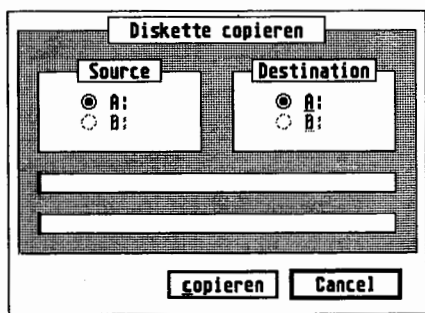 Diskette copieren
Source
Destination
A:
B:
A:
B:
copieren
Cancel